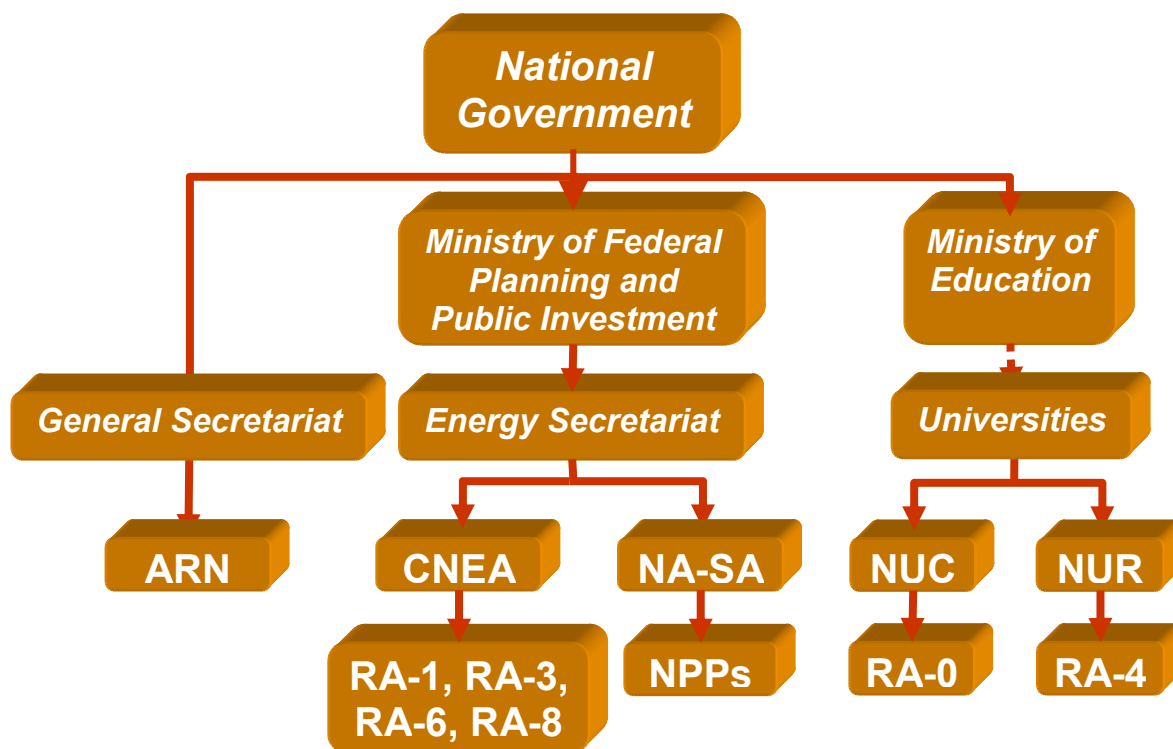 National
Government
Ministry of Federal
Planning and
Public Investment
Ministry of
Education
General Secretariat
Energy Secretariat
Universities
ARN
CNEA
NA-SA
NUC
NUR
RA-1, RA-3,
RA-6, RA-8
NPPs
RA-0
RA-4